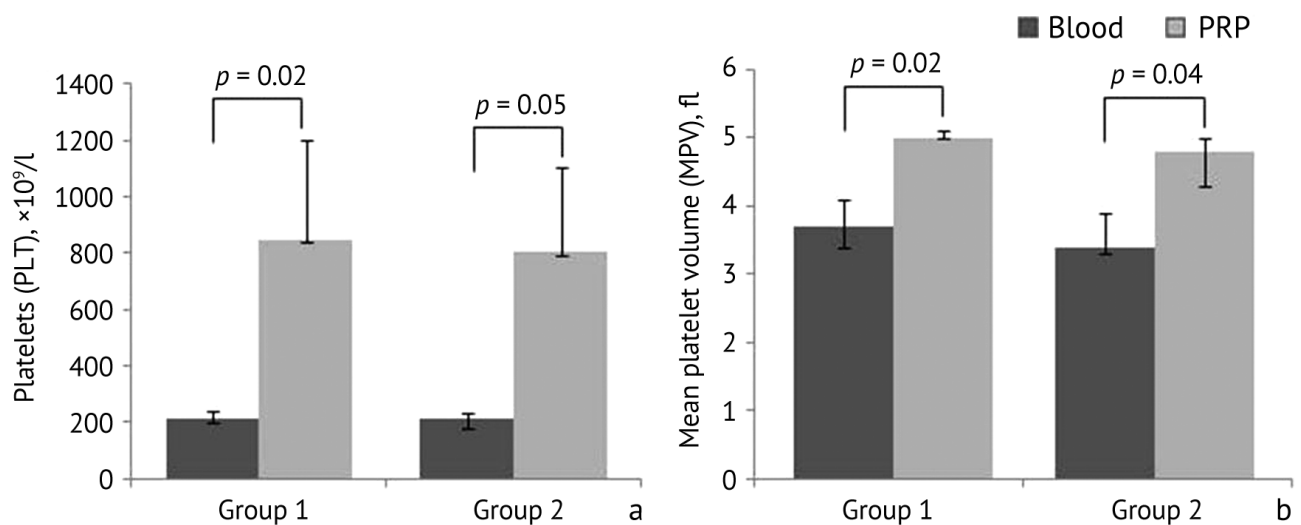 Blood PRP
Platelets (PLT), ×10⁹/l
1400
1200
1000
800
600
400
200
0
p = 0.02
p = 0.05
Group 1 Group 2 a
Mean platelet volume (MPV), fl
6
5
4
3
2
1
0
p = 0.02
p = 0.04
Group 1 Group 2 b